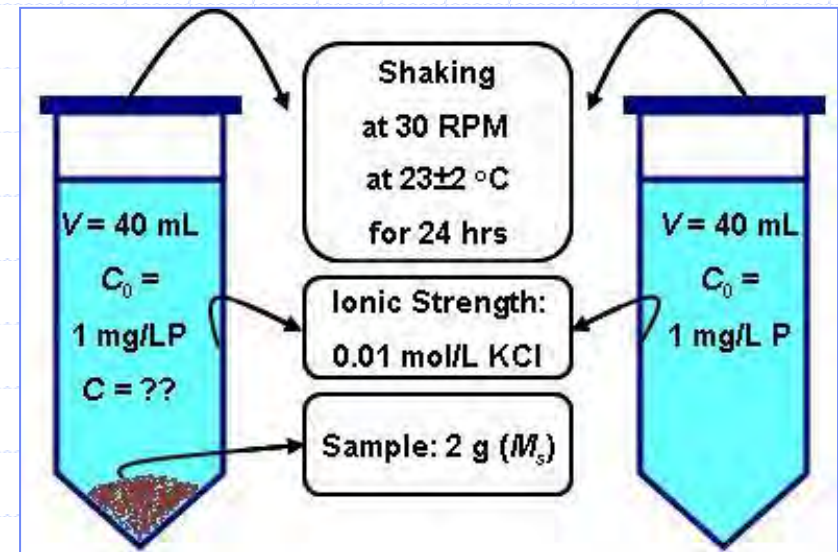 Shaking
at 30 RPM
at 23±2 °C
for 24 hrs
V = 40 mL
C₀ =
1 mg/LP
C = ??
Ionic Strength:
0.01 mol/L KCl
Sample: 2 g (Mₛ)
V = 40 mL
C₀ =
1 mg/L P